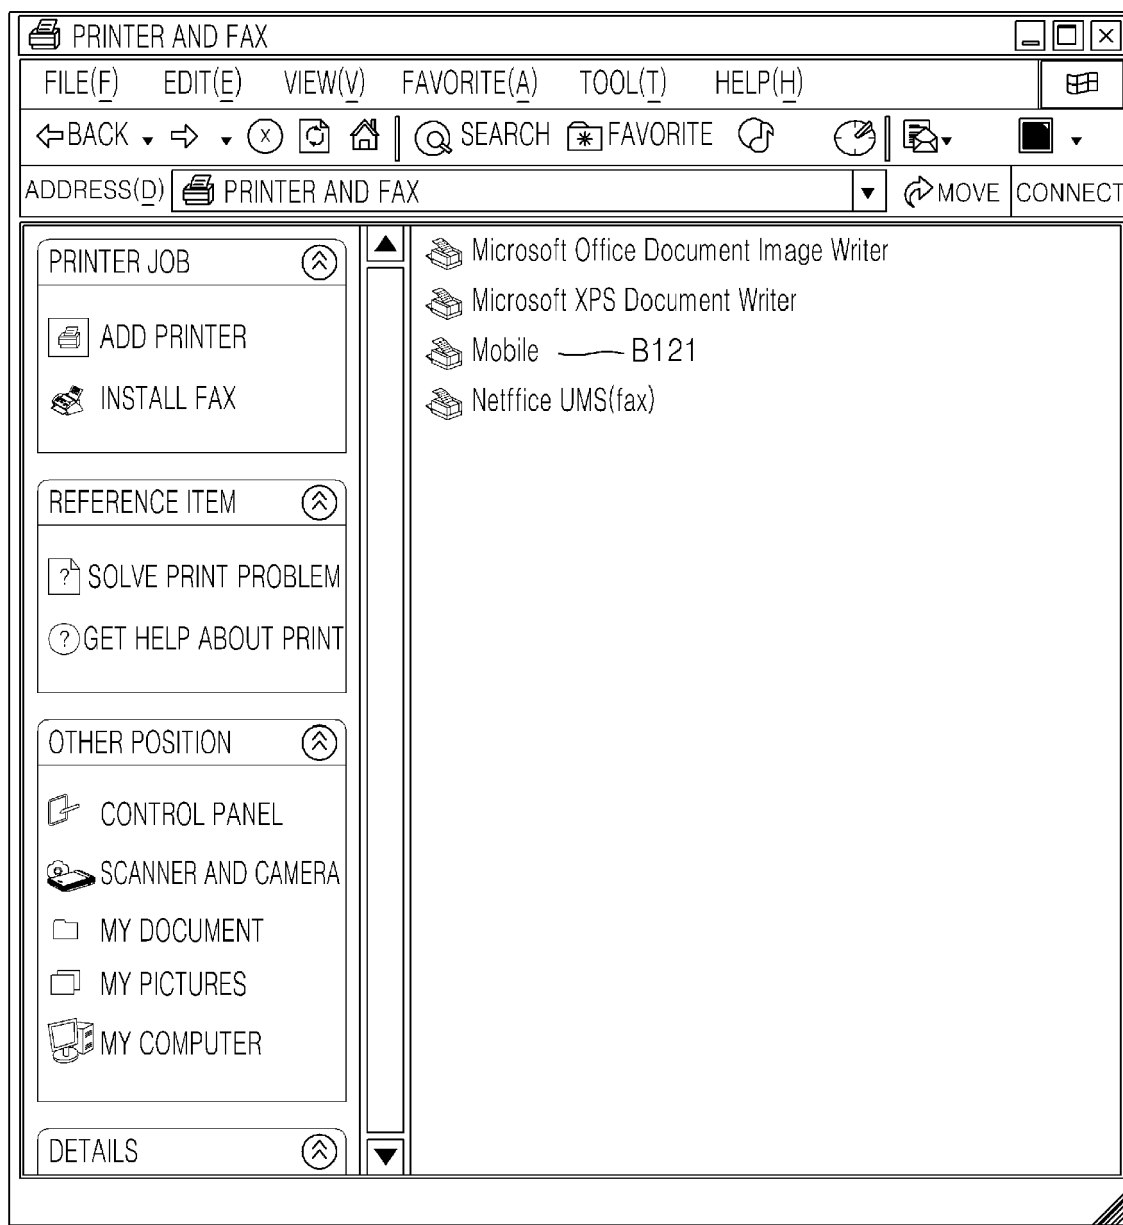 PRINTER AND FAX
FILE(F) EDIT(E) VIEW(V) FAVORITE(A) TOOL(T) HELP(H)
BACK SEARCH FAVORITE
ADDRESS(D) PRINTER AND FAX MOVE CONNECT
PRINTER JOB
ADD PRINTER
INSTALL FAX
REFERENCE ITEM
SOLVE PRINT PROBLEM
GET HELP ABOUT PRINT
OTHER POSITION
CONTROL PANEL
SCANNER AND CAMERA
MY DOCUMENT
MY PICTURES
MY COMPUTER
DETAILS
Microsoft Office Document Image Writer
Microsoft XPS Document Writer
Mobile B121
Netffice UMS(fax)